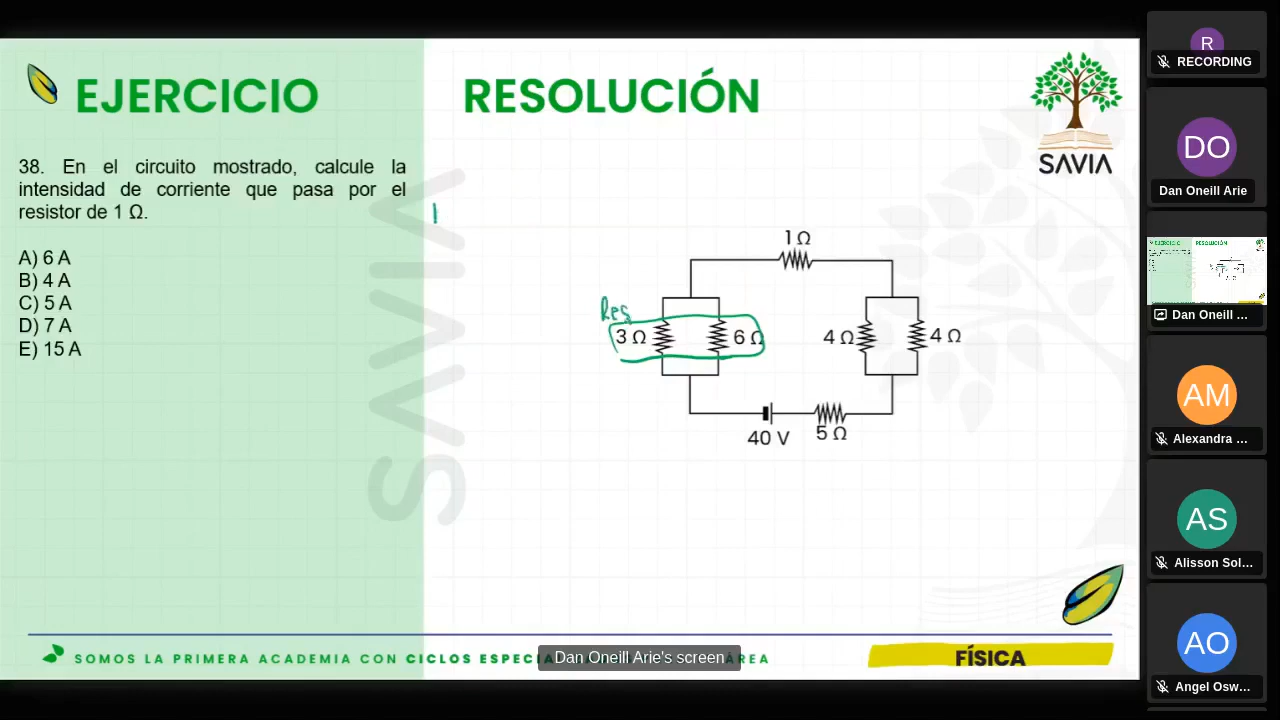 EJERCICIO
RESOLUCIÓN
SAVIA
38. En el circuito mostrado, calcule la
intensidad de corriente que pasa por el
resistor de 1 Ω.
A) 6 A
B) 4 A
C) 5 A
D) 7 A
E) 15 A
SAVIA
1 Ω
Res
3 Ω
6 Ω
4 Ω
4 Ω
40 V
5 Ω
SOMOS LA PRIMERA ACADEMIA CON CICLOS ESPECI
ÁREA
Dan Oneill Arie's screen
FÍSICA
R
RECORDING
DO
Dan Oneill Arie
Dan Oneill ...
AM
Alexandra ...
AS
Alisson Sol...
AO
Angel Osw...